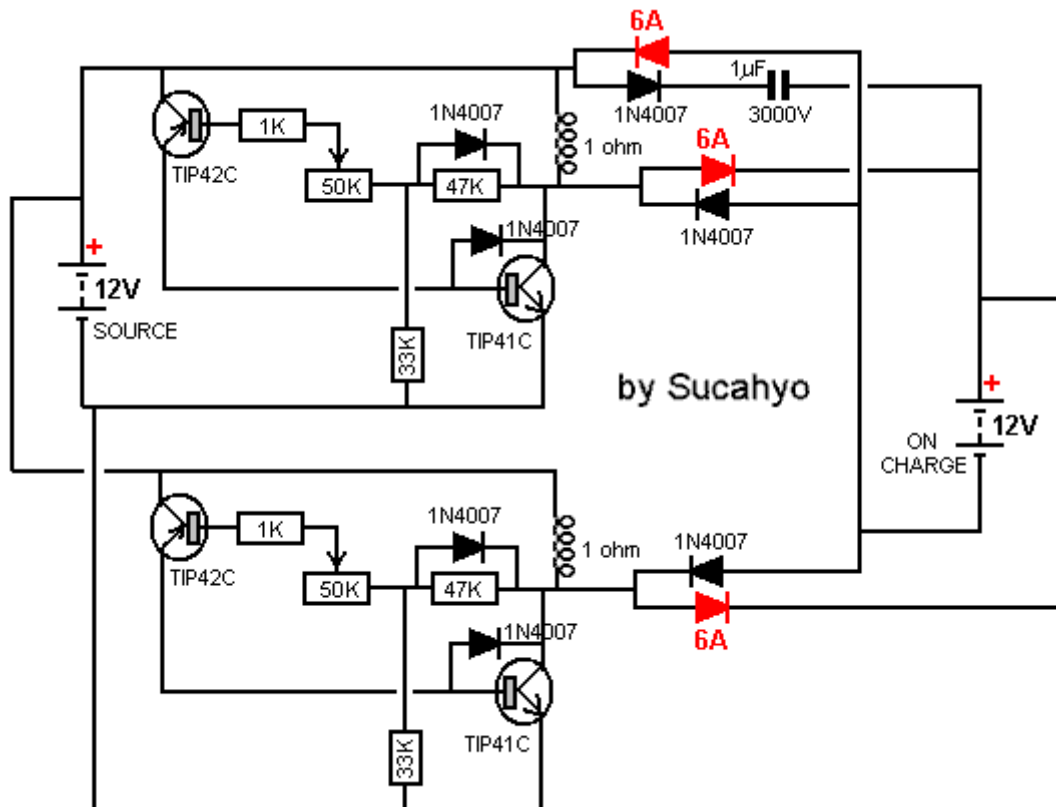 6A
1µF
1N4007
3000V
1N4007
1K
1 ohm
6A
TIP42C
50K
47K
1N4007
1N4007
+
12V
SOURCE
TIP41C
33K
by Sucahyo
+
12V
ON
CHARGE
1N4007
1K
1 ohm
1N4007
TIP42C
50K
47K
6A
1N4007
TIP41C
33K